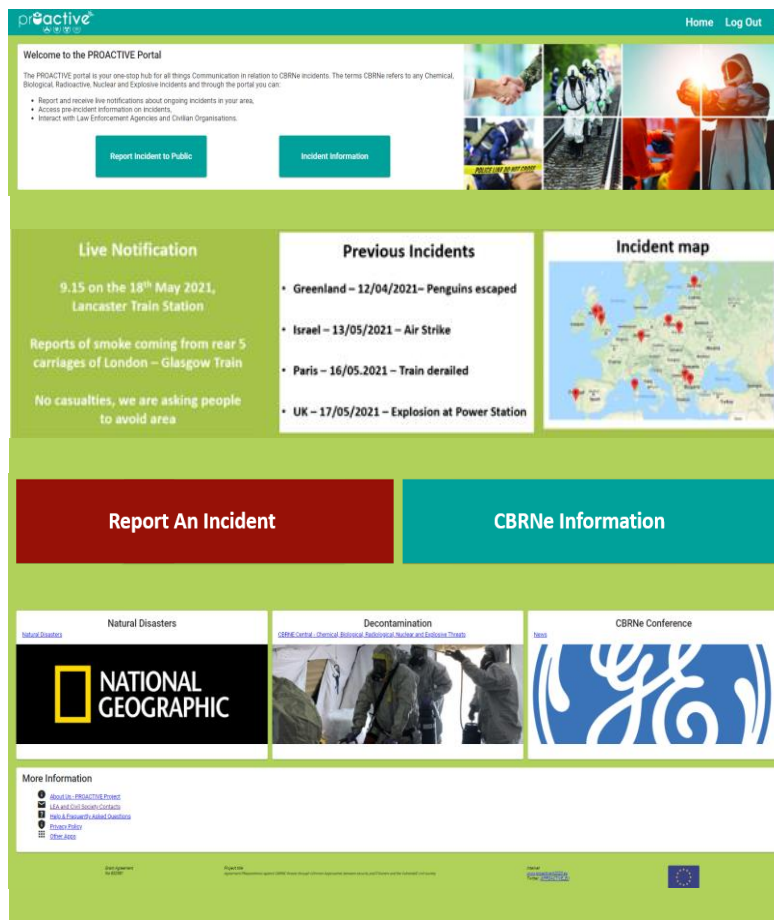 proactive
Home Log Out
Welcome to the PROACTIVE Portal
The PROACTIVE portal is your one-stop hub for all things Communication in relation to CBRNe incidents. The terms CBRNe refers to any Chemical,
Biological, Radioactive, Nuclear and Explosive incidents and through the portal you can:
• Report and receive live notifications about ongoing incidents in your area,
• Access pre-incident information on incidents,
• Interact with Law Enforcement Agencies and Civilian Organisations.
Report Incident to Public
Incident Information
POLICE LINE DO NOT CROSS
Live Notification
9.15 on the 18th May 2021,
Lancaster Train Station
Reports of smoke coming from rear 5
carriages of London – Glasgow Train
No casualties, we are asking people
to avoid area
Previous Incidents
• Greenland – 12/04/2021– Penguins escaped
• Israel – 13/05/2021 – Air Strike
• Paris – 16/05.2021 – Train derailed
• UK – 17/05/2021 – Explosion at Power Station
Incident map
Report An Incident
CBRNe Information
Natural Disasters
Natural Disasters
NATIONAL
GEOGRAPHIC
Decontamination
CBRNE Central - Chemical, Biological, Radiological, Nuclear and Explosive Threats
CBRNe Conference
News
More Information
About Us - PROACTIVE Project
LEA and Civil Society Contacts
Help & Frequently Asked Questions
Privacy Policy
Other Apps